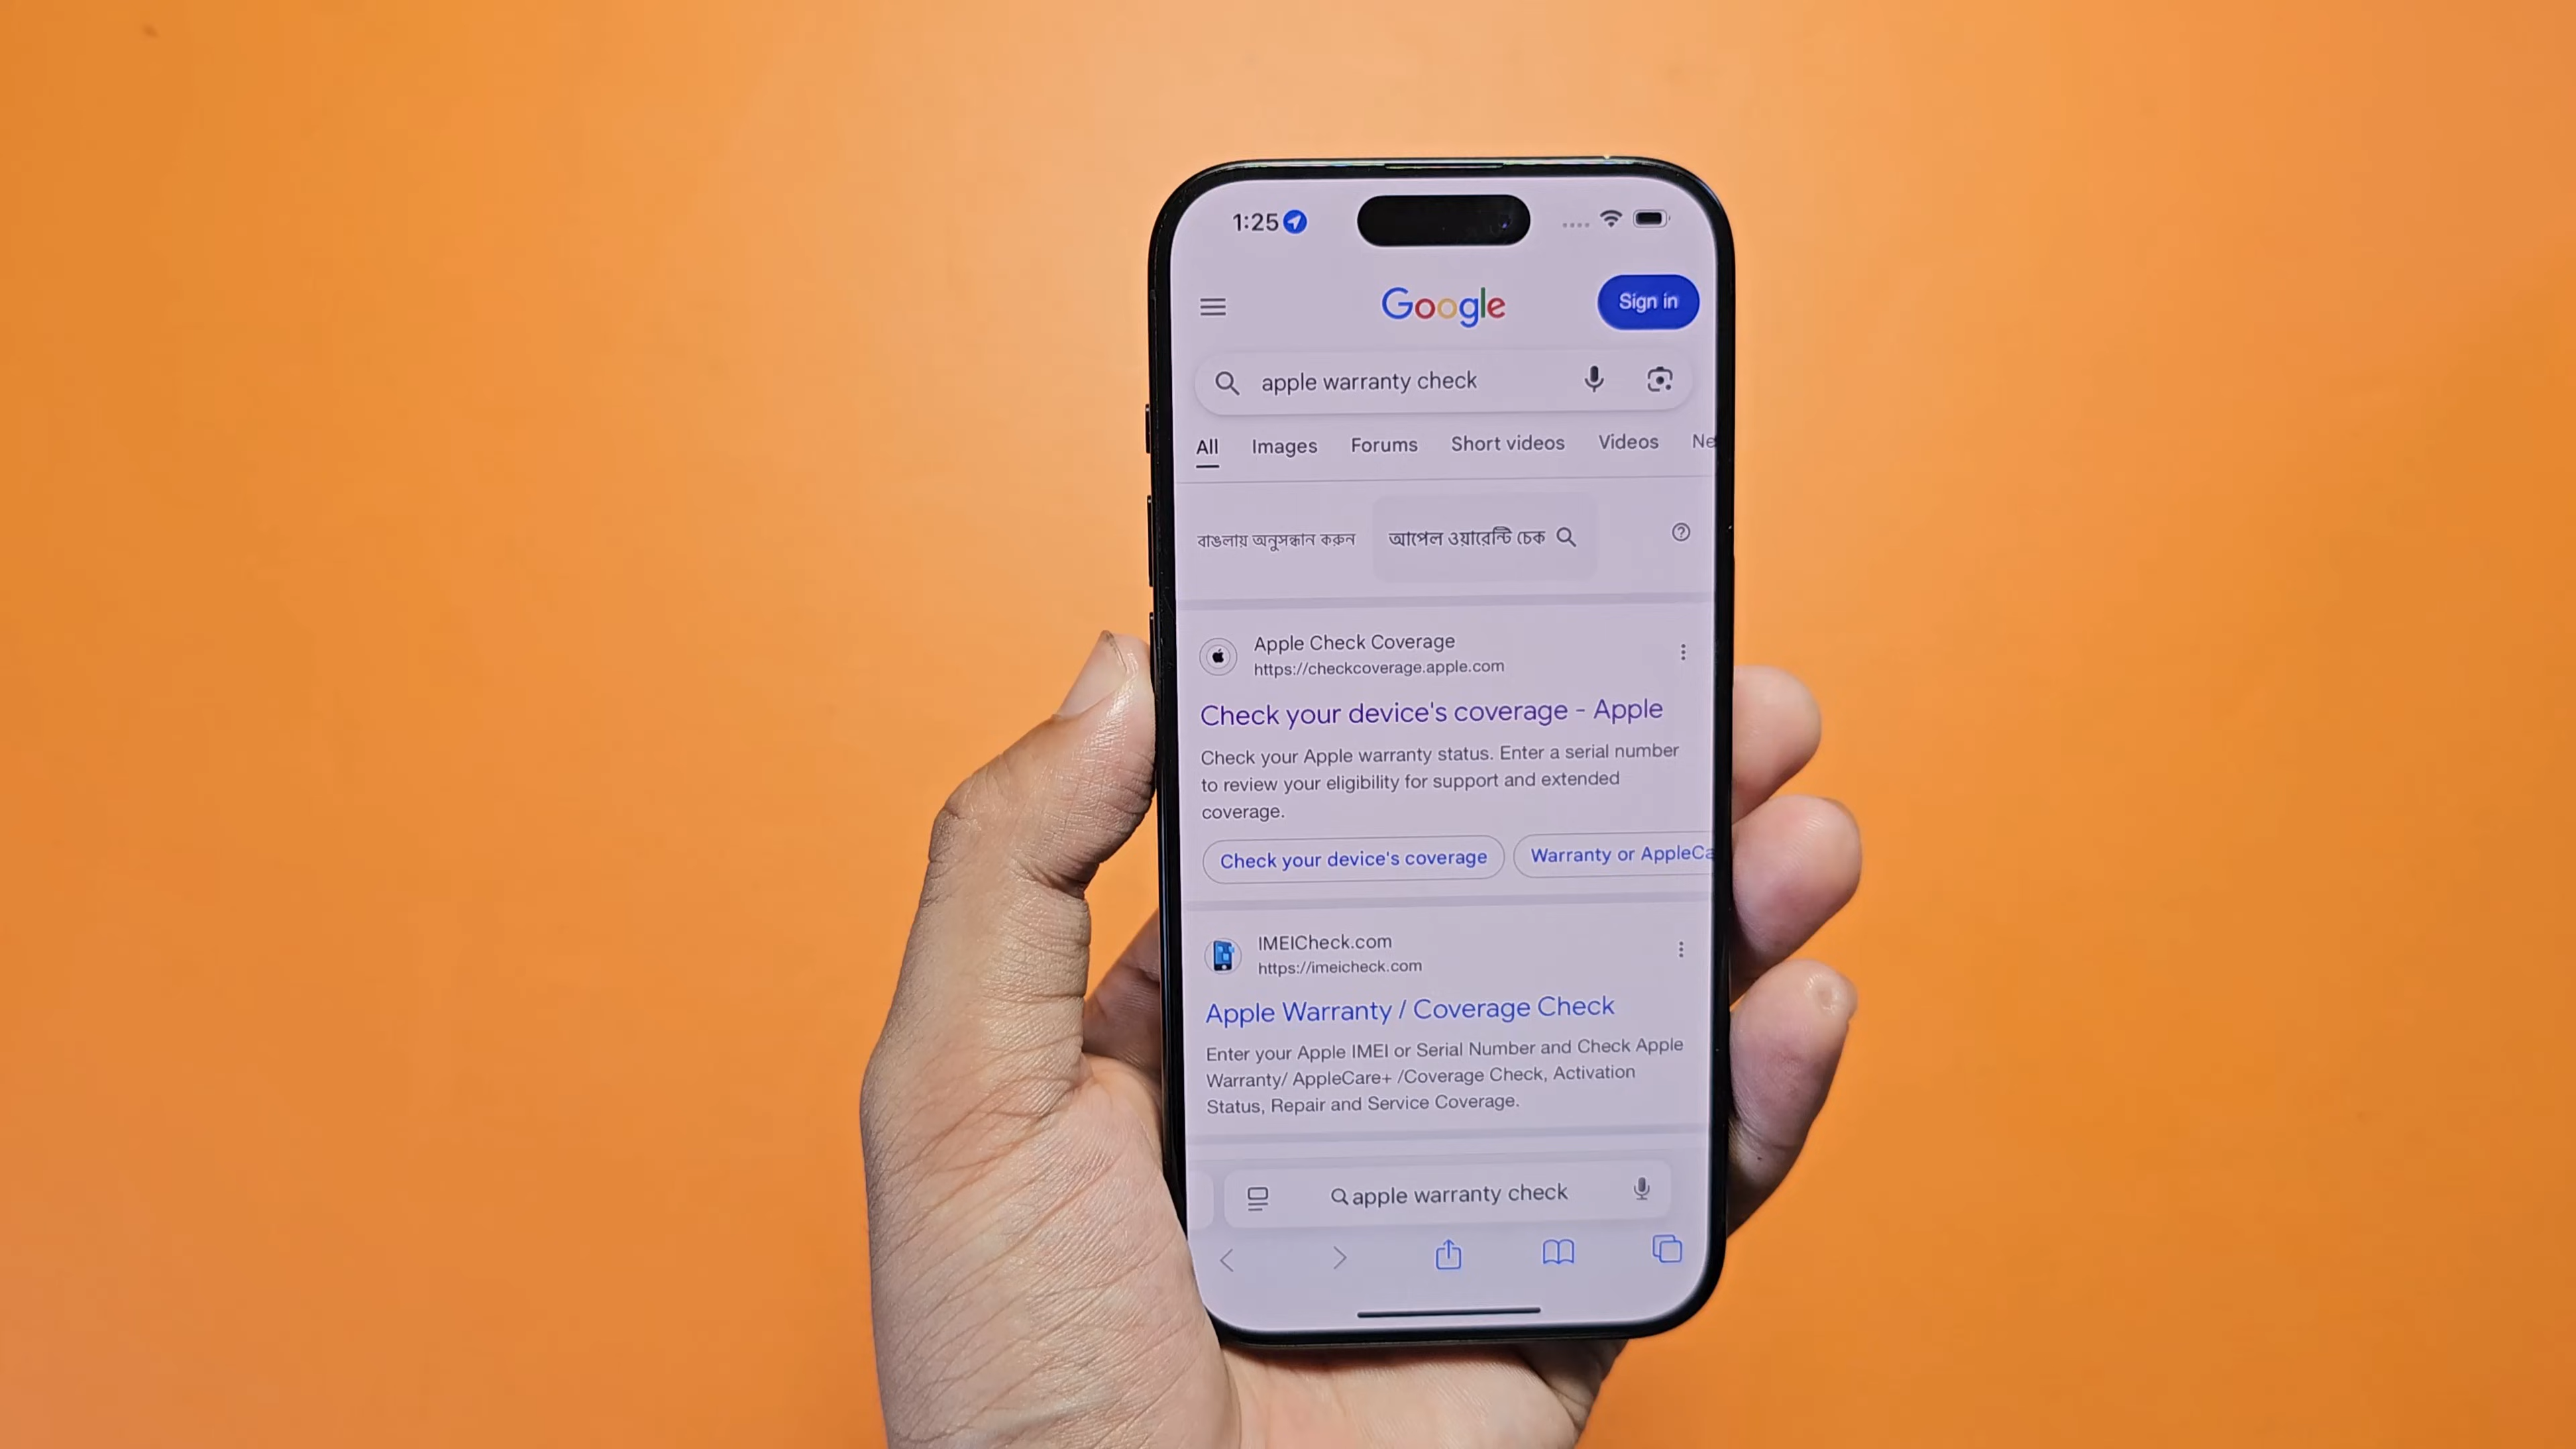 1:25
Google
Sign in
apple warranty check
All Images Forums Short videos Videos Ne
বাঙলায় অনুসন্ধান করুন আপেল ওয়ারেন্টি চেক
Apple Check Coverage
https://checkcoverage.apple.com
Check your device's coverage - Apple
Check your Apple warranty status. Enter a serial number
to review your eligibility for support and extended
coverage.
Check your device's coverage Warranty or AppleCa
IMEICheck.com
https://imeicheck.com
Apple Warranty / Coverage Check
Enter your Apple IMEI or Serial Number and Check Apple
Warranty/ AppleCare+ /Coverage Check, Activation
Status, Repair and Service Coverage.
apple warranty check